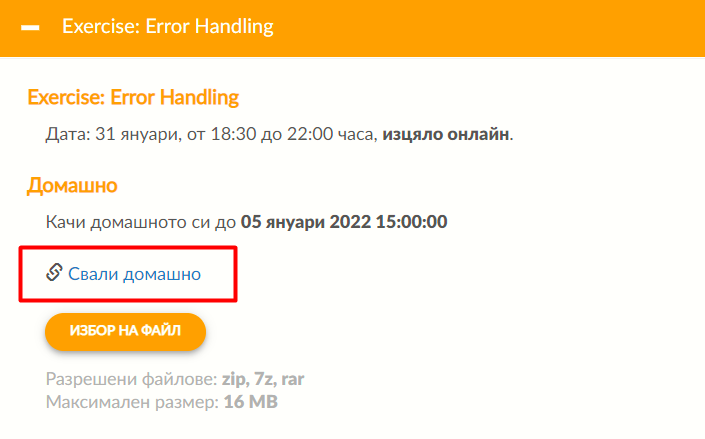 Exercise: Error Handling
Exercise: Error Handling
Дата: 31 януари, от 18:30 до 22:00 часа, изцяло онлайн.
Домашно
Качи домашното си до 05 януари 2022 15:00:00
Свали домашно
ИЗБОР НА ФАЙЛ
Разрешени файлове: zip, 7z, rar
Максимален размер: 16 MB